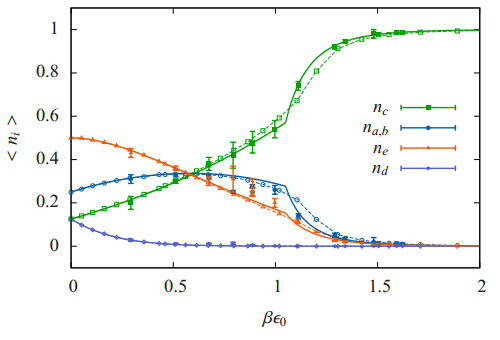 1
0.8
0.6
0.4
0.2
0
0 0.5 1 1.5 2
< n_i >
βϵ_0
n_c
n_{a,b}
n_e
n_d